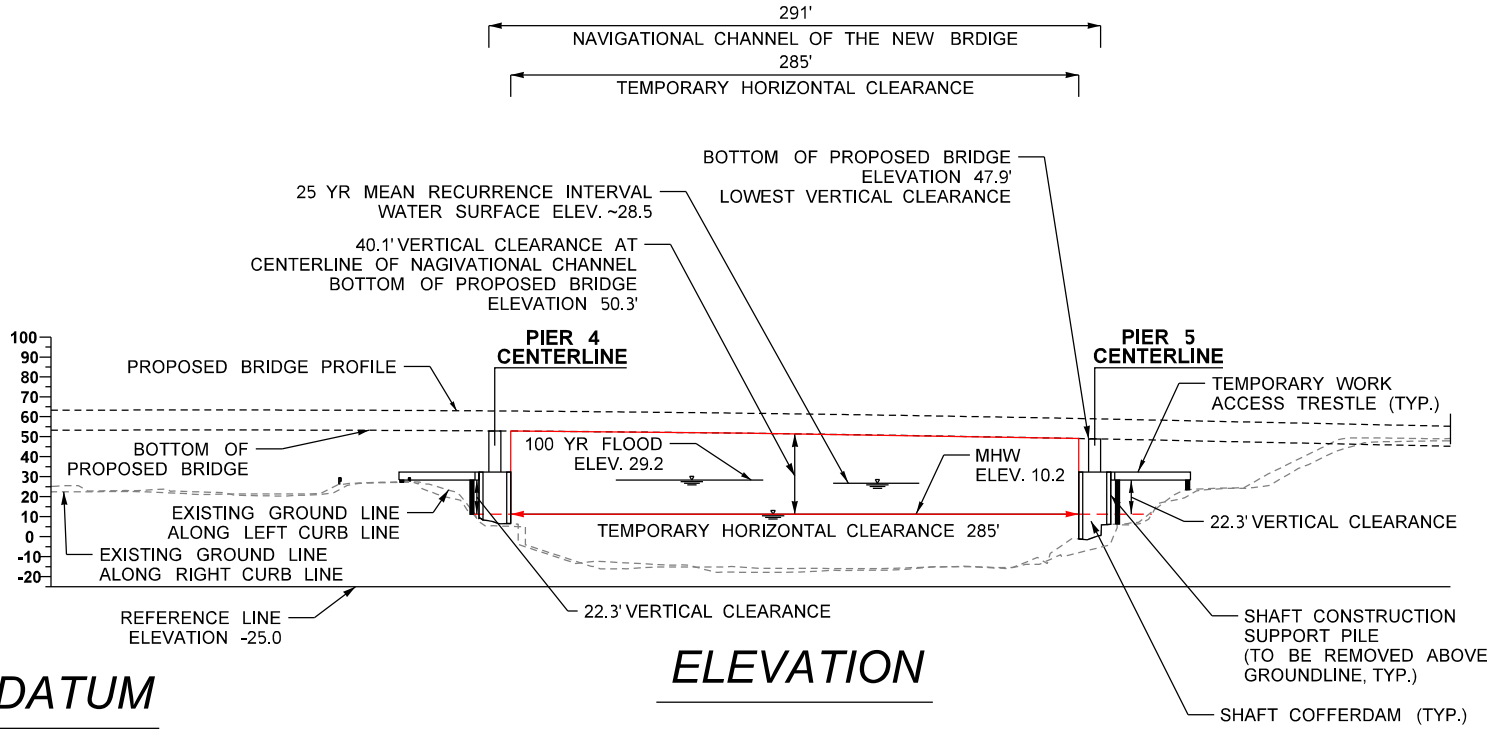 291'
NAVIGATIONAL CHANNEL OF THE NEW BRDIGE
285'
TEMPORARY HORIZONTAL CLEARANCE
BOTTOM OF PROPOSED BRIDGE
ELEVATION 47.9'
LOWEST VERTICAL CLEARANCE
25 YR MEAN RECURRENCE INTERVAL
WATER SURFACE ELEV. ~28.5
40.1' VERTICAL CLEARANCE AT
CENTERLINE OF NAGIVATIONAL CHANNEL
BOTTOM OF PROPOSED BRIDGE
ELEVATION 50.3'
100
90
80
70
60
50
40
30
20
10
0
-10
-20
PIER 4
CENTERLINE
PIER 5
CENTERLINE
PROPOSED BRIDGE PROFILE
TEMPORARY WORK
ACCESS TRESTLE (TYP.)
BOTTOM OF
PROPOSED BRIDGE
100 YR FLOOD
ELEV. 29.2
MHW
ELEV. 10.2
EXISTING GROUND LINE
ALONG LEFT CURB LINE
TEMPORARY HORIZONTAL CLEARANCE 285'
22.3' VERTICAL CLEARANCE
EXISTING GROUND LINE
ALONG RIGHT CURB LINE
REFERENCE LINE
ELEVATION -25.0
22.3' VERTICAL CLEARANCE
SHAFT CONSTRUCTION
SUPPORT PILE
(TO BE REMOVED ABOVE
GROUNDLINE, TYP.)
SHAFT COFFERDAM (TYP.)
ELEVATION
DATUM